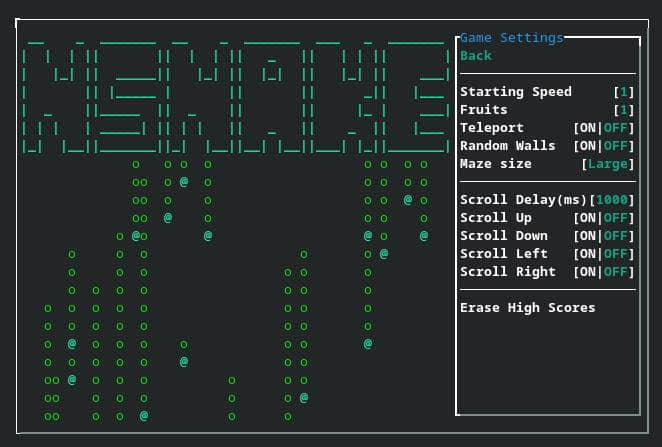 NSNAKE
Game Settings
Back
Starting Speed [1]
Fruits [1]
Teleport [ON|OFF]
Random Walls [ON|OFF]
Maze size [Large]
Scroll Delay(ms)[1000]
Scroll Up [ON|OFF]
Scroll Down [ON|OFF]
Scroll Left [ON|OFF]
Scroll Right [ON|OFF]
Erase High Scores